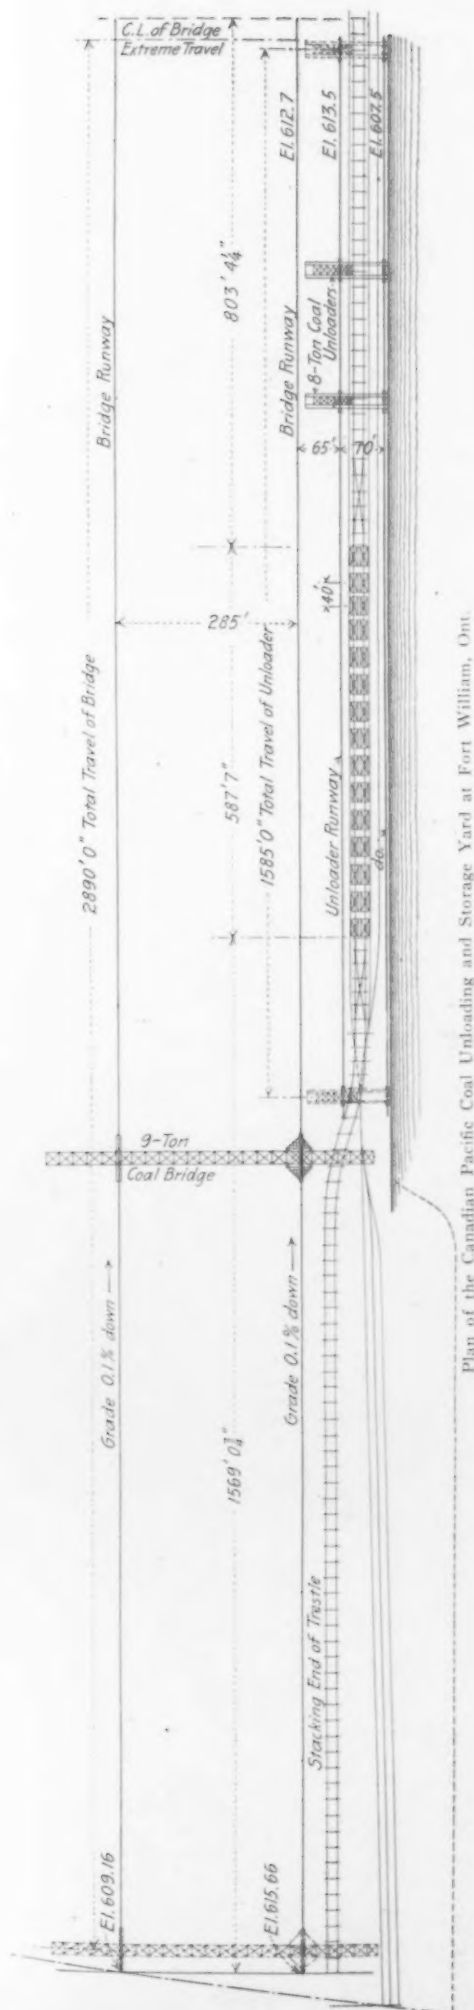 C.L. of Bridge
Extreme Travel
El. 612.7
El. 613.5
El. 607.5
Bridge Runway
803' 4¼"
Bridge Runway
8-Ton Coal
Unloaders
65'
70'
2890' 0" Total Travel of Bridge
285'
40'
587' 7"
1585' 0" Total Travel of Unloader
Unloader Runway
do.
9-Ton
Coal Bridge
Grade 0.1% down
Grade 0.1% down
1569' 0¾"
Stacking End of Trestle
El. 609.16
El. 615.66
Plan of the Canadian Pacific Coal Unloading and Storage Yard at Fort William, Ont.